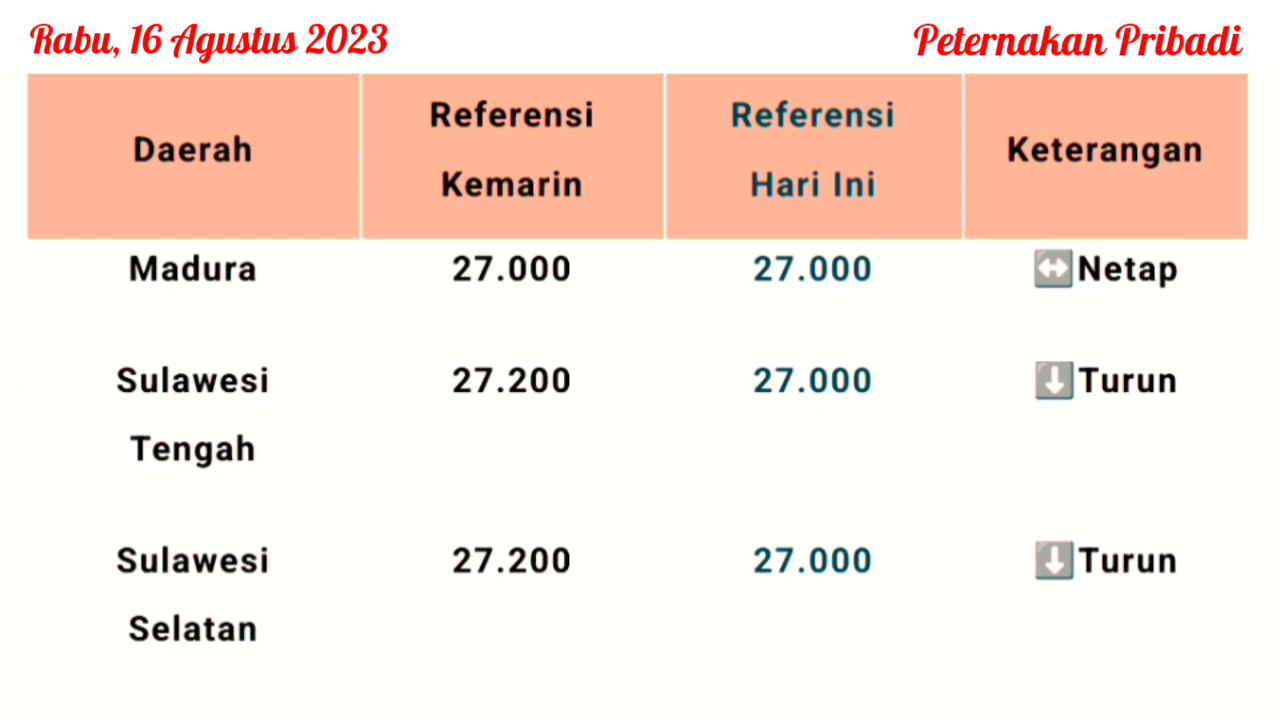 Rabu, 16 Agustus 2023
Peternakan Pribadi
Daerah
Referensi
Kemarin
Referensi
Hari Ini
Keterangan
Madura 27.000 27.000 ↔️Netap
Sulawesi 27.200 27.000 ⬇️Turun
Tengah
Sulawesi 27.200 27.000 ⬇️Turun
Selatan